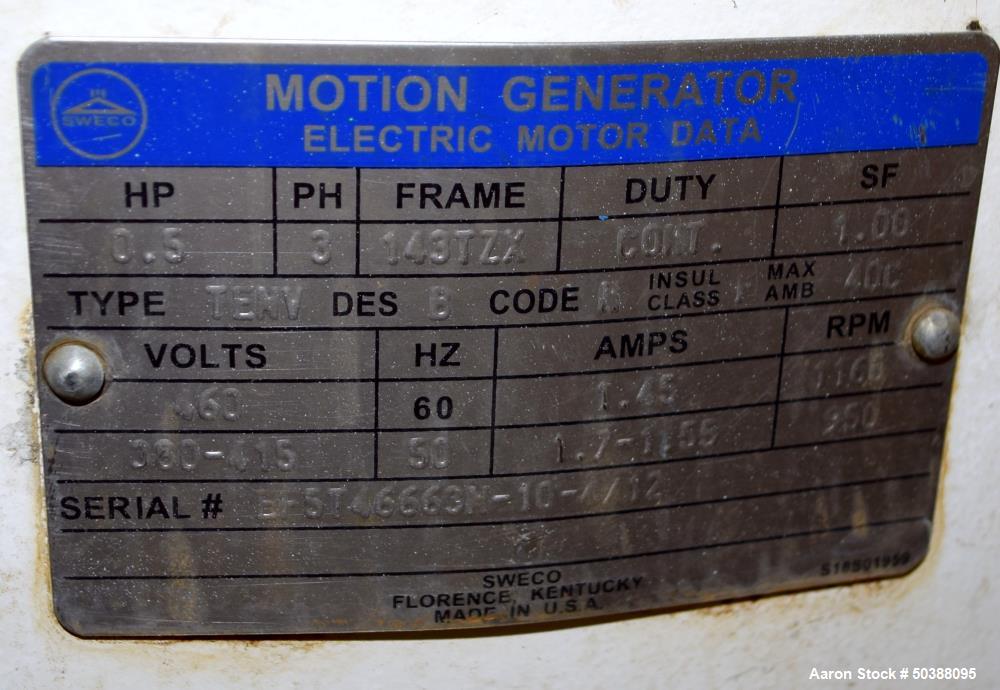 SWECO
MOTION GENERATOR
ELECTRIC MOTOR DATA
HP PH FRAME DUTY SF
0.5 3 143TZX CONT. 1.00
TYPE TENV DES B CODE INSUL CLASS F MAX AMB 40C
VOLTS HZ AMPS RPM
460 60 1.45 1165
380-415 50 1.7-1.55 950
SERIAL #
SWECO
FLORENCE, KENTUCKY
MADE IN U.S.A.
S18S01959
Aaron Stock # 50388095